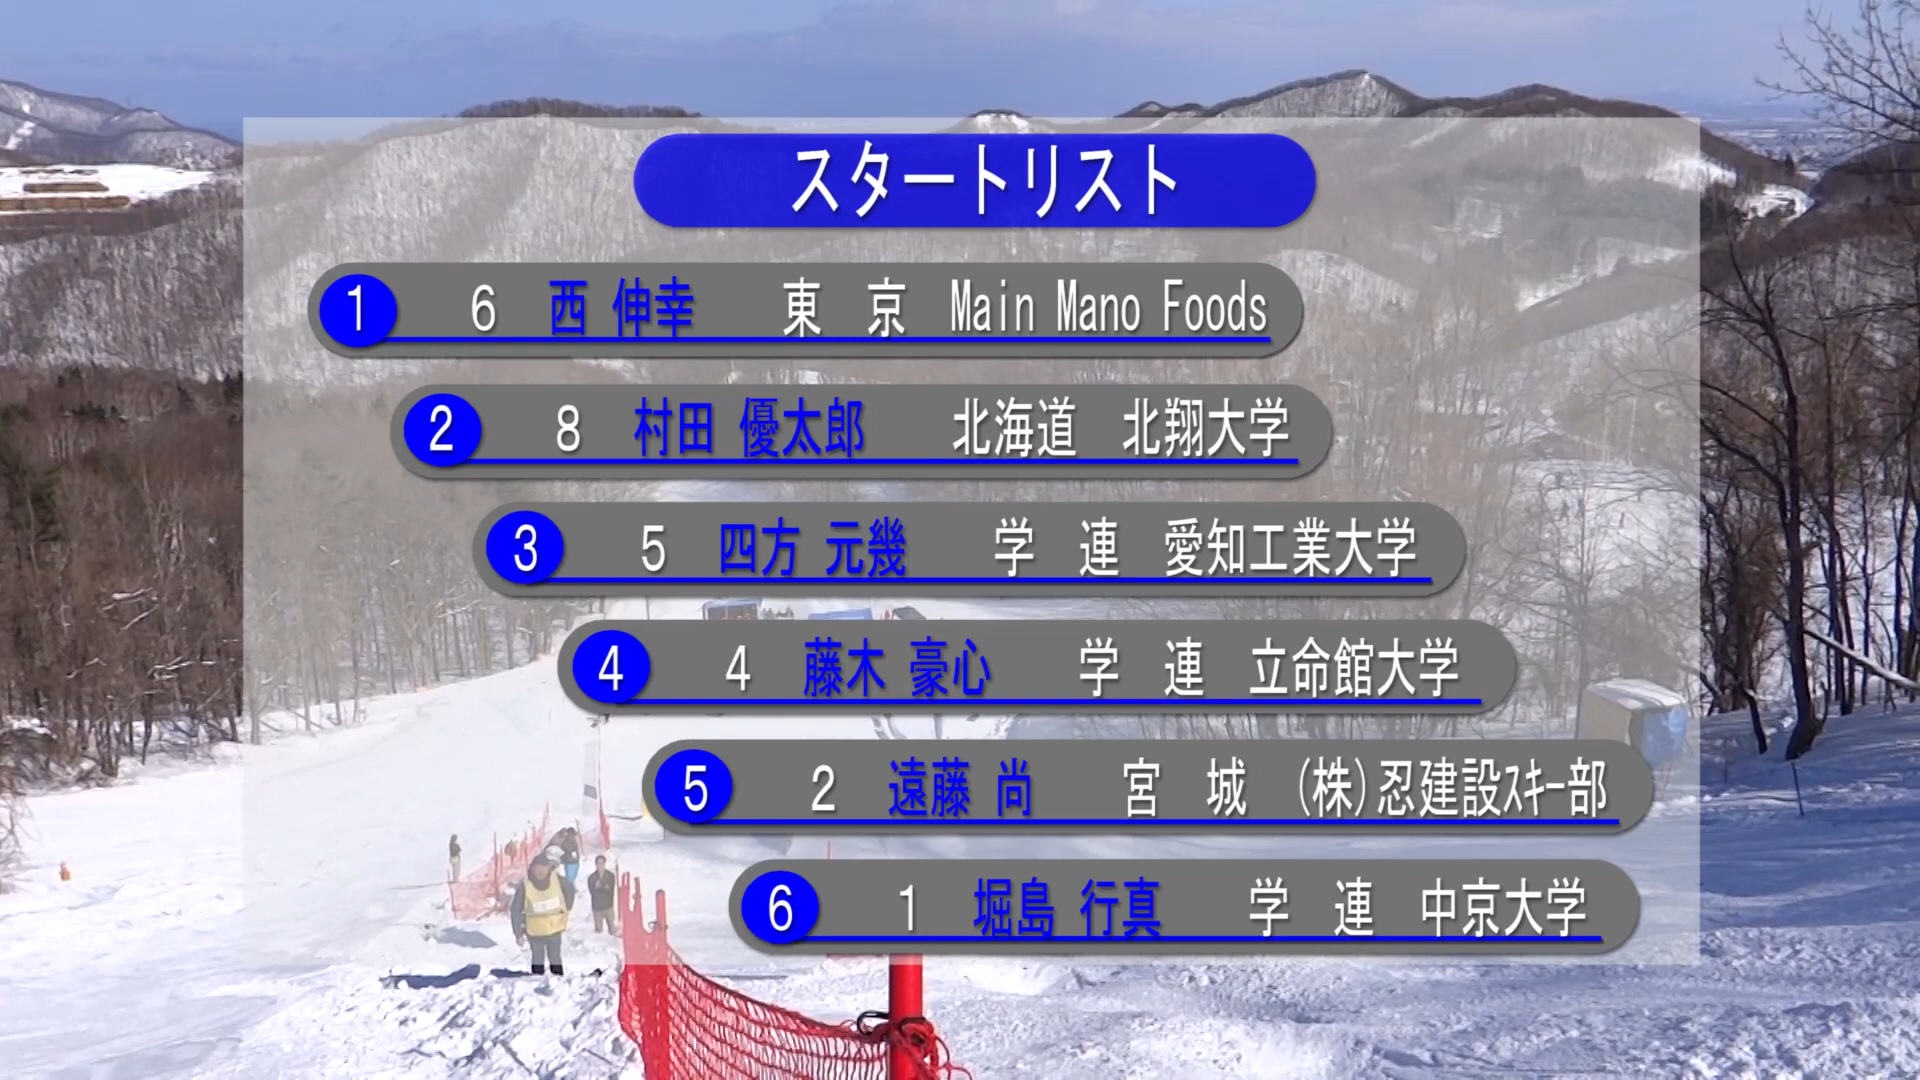 スタートリスト
1 6 西 伸幸 東 京 Main Mano Foods
2 8 村田 優太郎 北海道 北翔大学
3 5 四方 元幾 学 連 愛知工業大学
4 4 藤木 豪心 学 連 立命館大学
5 2 遠藤 尚 宮 城 (株)忍建設ｽｷｰ部
6 1 堀島 行真 学 連 中京大学